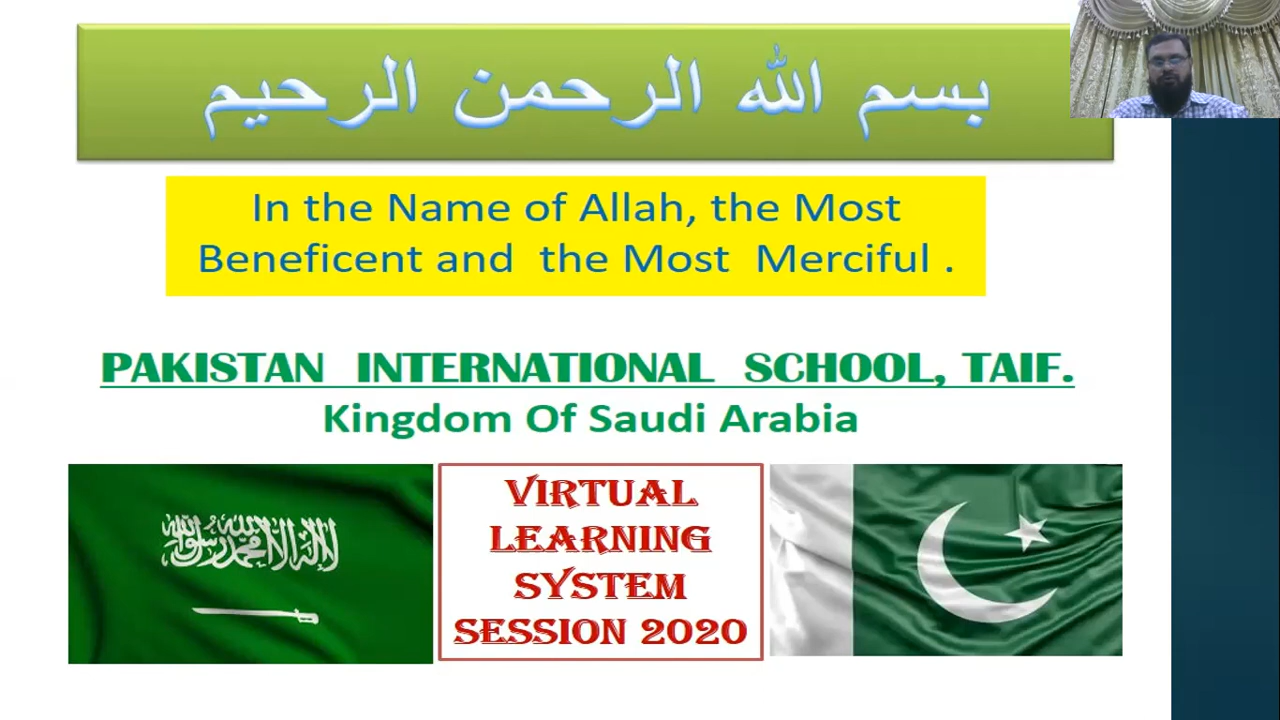 بسم الله الرحمن الرحيم
In the Name of Allah, the Most
Beneficent and the Most Merciful .
PAKISTAN INTERNATIONAL SCHOOL, TAIF.
Kingdom Of Saudi Arabia
لا إله إلا الله محمد رسول الله
VIRTUAL
LEARNING
SYSTEM
SESSION 2020